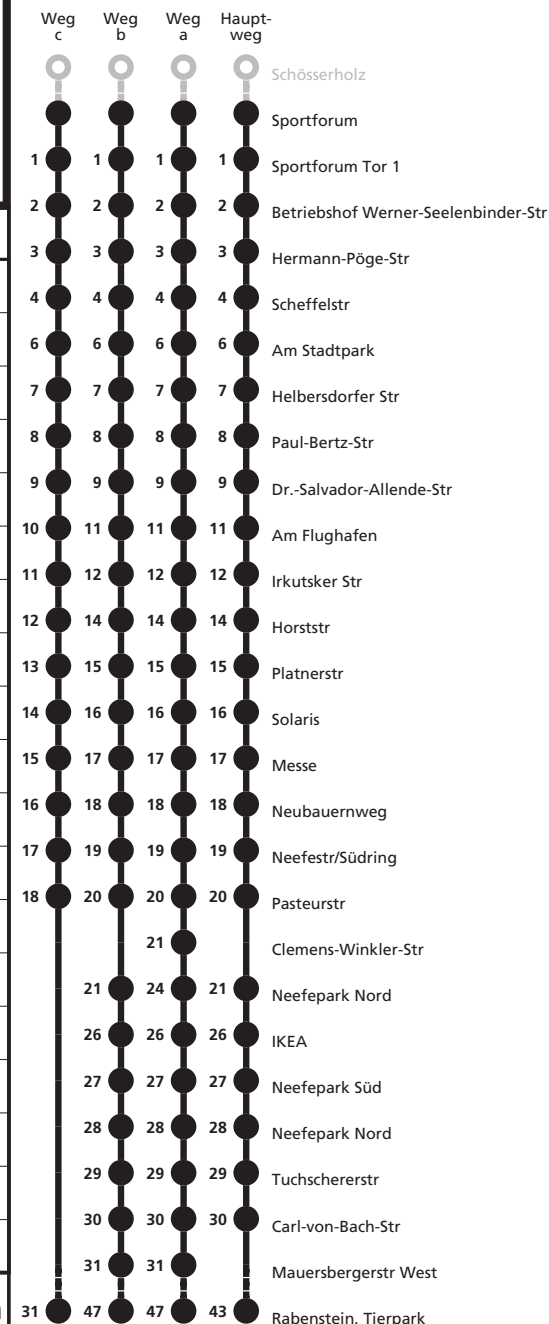 Weg Weg Weg Haupt-
c b a weg
Schösserholz
Sportforum
1 1 1 1 Sportforum Tor 1
2 2 2 2 Betriebshof Werner-Seelenbinder-Str
3 3 3 3 Hermann-Pöge-Str
4 4 4 4 Scheffelstr
6 6 6 6 Am Stadtpark
7 7 7 7 Helbersdorfer Str
8 8 8 8 Paul-Bertz-Str
9 9 9 9 Dr.-Salvador-Allende-Str
10 11 11 11 Am Flughafen
11 12 12 12 Irkutsker Str
12 14 14 14 Horststr
13 15 15 15 Platnerstr
14 16 16 16 Solaris
15 17 17 17 Messe
16 18 18 18 Neubauernweg
17 19 19 19 Neefestr/Südring
18 20 20 20 Pasteurstr
21 Clemens-Winkler-Str
21 24 21 Neefepark Nord
26 26 26 IKEA
27 27 27 Neefepark Süd
28 28 28 Neefepark Nord
29 29 29 Tuchschererstr
30 30 30 Carl-von-Bach-Str
31 31 Mauersbergerstr West
31 47 47 43 Rabenstein, Tierpark